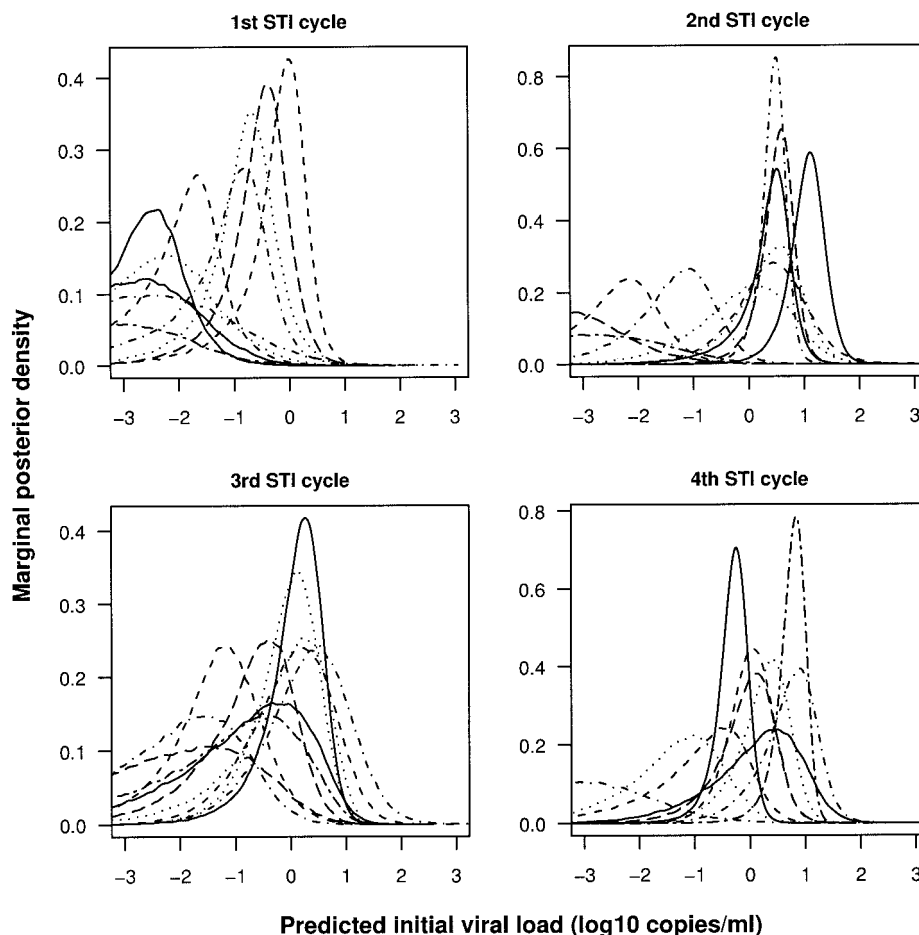 1st STI cycle
2nd STI cycle
0.4
0.3
0.2
0.1
0.0
0.8
0.6
0.4
0.2
0.0
−3 −2 −1 0 1 2 3
−3 −2 −1 0 1 2 3
Marginal posterior density
3rd STI cycle
4th STI cycle
0.4
0.3
0.2
0.1
0.0
0.8
0.6
0.4
0.2
0.0
−3 −2 −1 0 1 2 3
−3 −2 −1 0 1 2 3
Predicted initial viral load (log10 copies/ml)